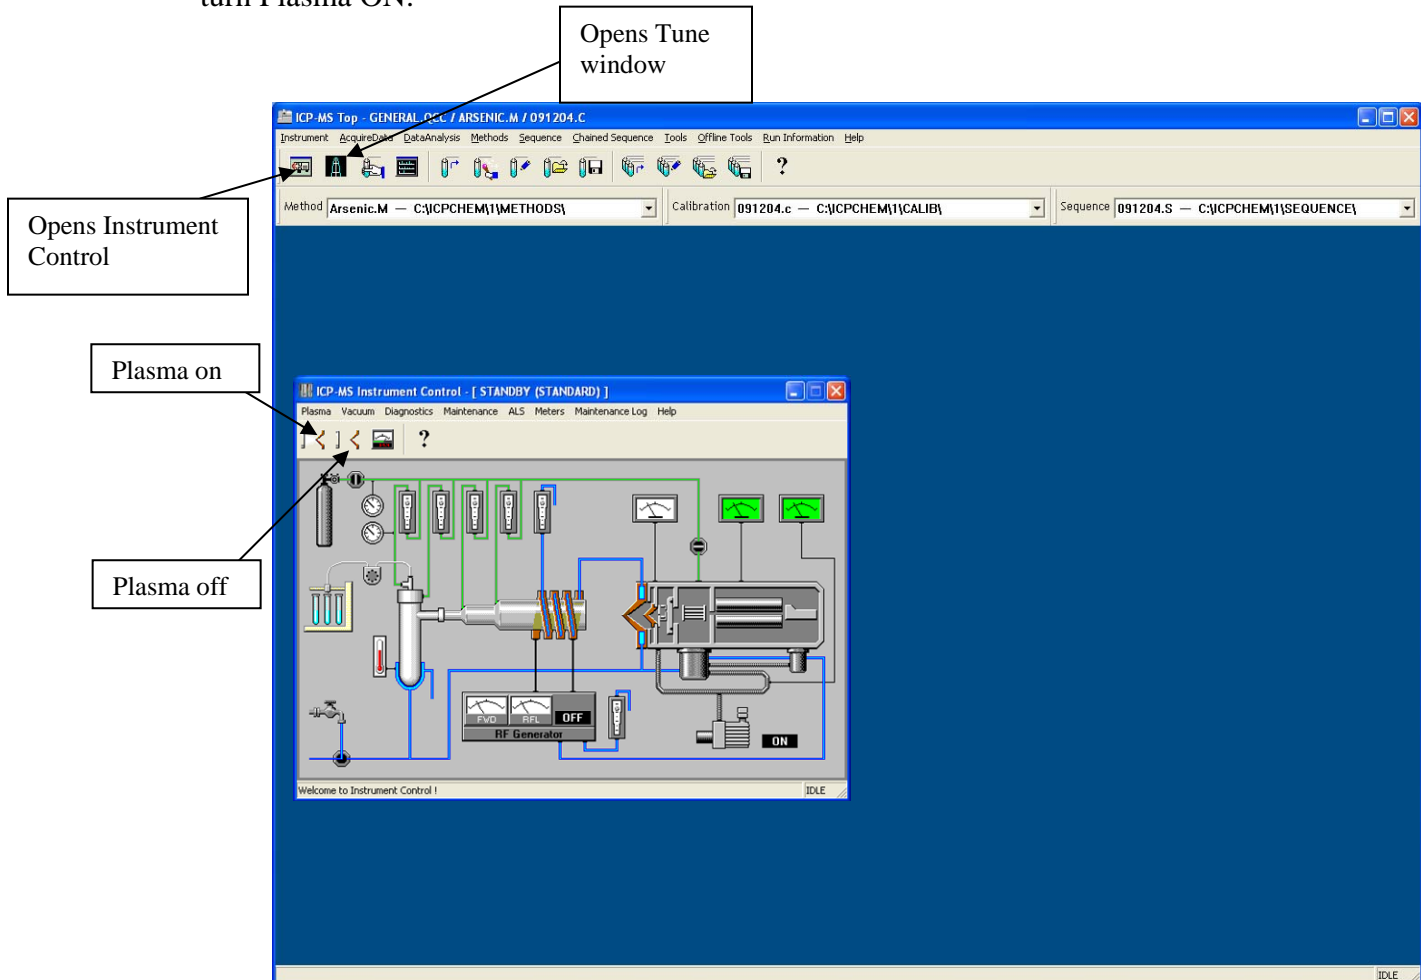 turn Plasma ON.
Opens Tune
window
ICP-MS Top - GENERAL.QCC / ARSENIC.M / 091204.C
Instrument AcquireData DataAnalysis Methods Sequence Chained Sequence Tools Offline Tools Run Information Help
?
Method Arsenic.M — C:\ICPCHEM\1\METHODS\ Calibration 091204.c — C:\ICPCHEM\1\CALIB\ Sequence 091204.S — C:\ICPCHEM\1\SEQUENCE\
Opens Instrument
Control
Plasma on
ICP-MS Instrument Control - [ STANDBY (STANDARD) ]
Plasma Vacuum Diagnostics Maintenance ALS Meters Maintenance Log Help
?
Plasma off
FWD RFL OFF
RF Generator
ON
Welcome to Instrument Control ! IDLE
IDLE